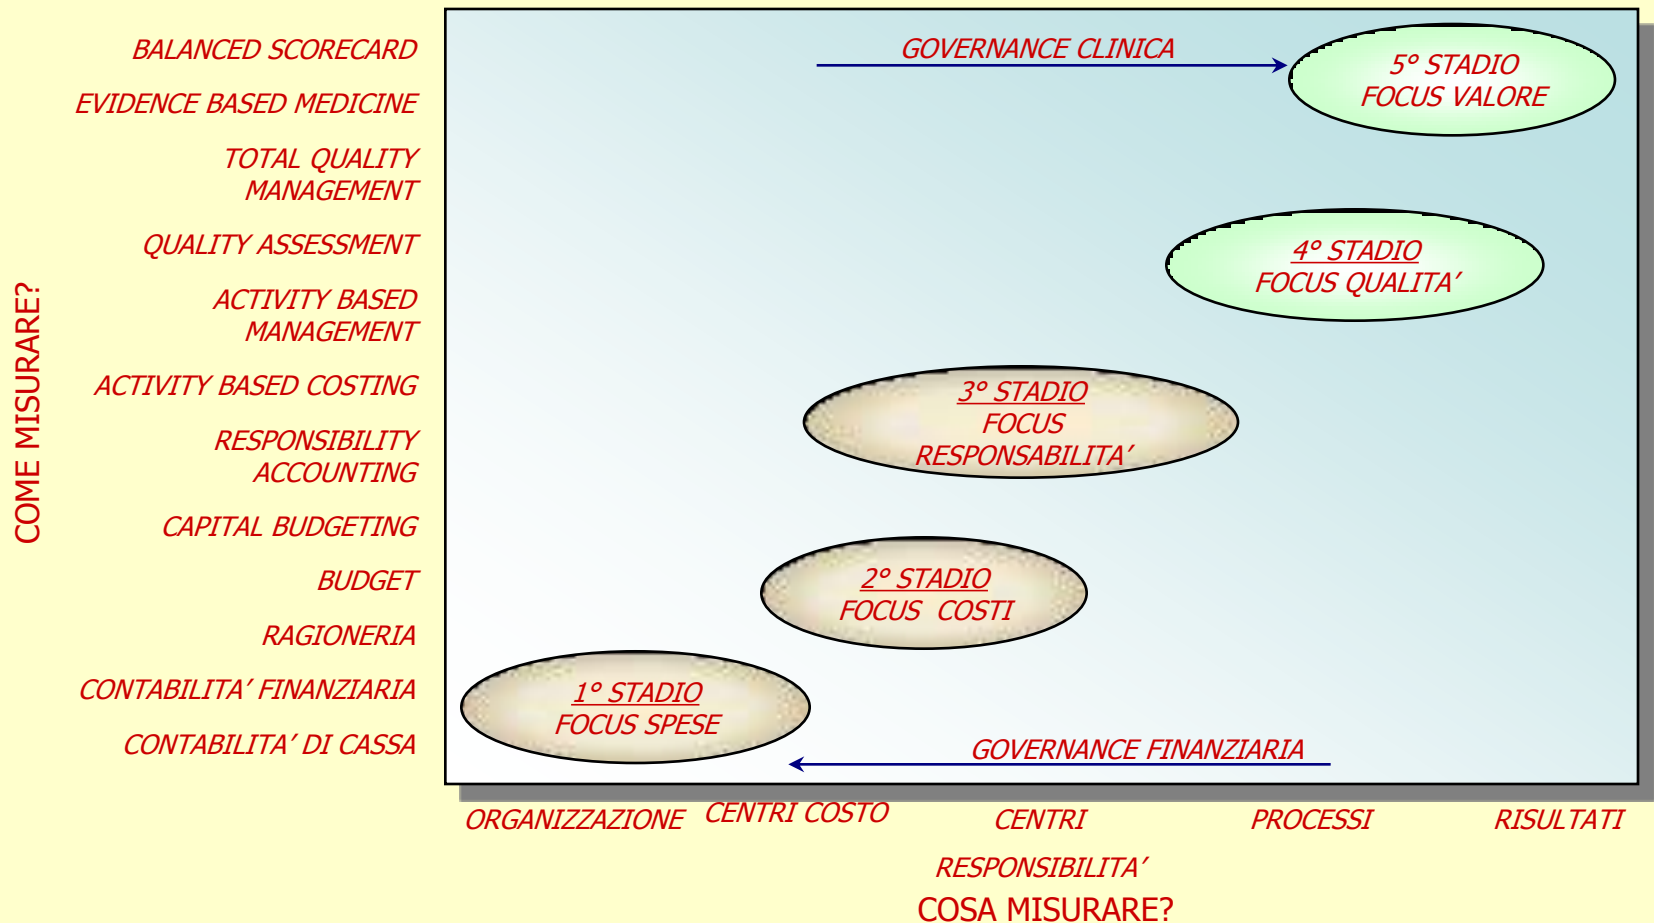 BALANCED SCORECARD
EVIDENCE BASED MEDICINE
TOTAL QUALITY
MANAGEMENT
QUALITY ASSESSMENT
ACTIVITY BASED
MANAGEMENT
ACTIVITY BASED COSTING
RESPONSIBILITY
ACCOUNTING
CAPITAL BUDGETING
BUDGET
RAGIONERIA
CONTABILITA’ FINANZIARIA
CONTABILITA’ DI CASSA
COME MISURARE?
GOVERNANCE CLINICA
5° STADIO
FOCUS VALORE
4° STADIO
FOCUS QUALITA’
3° STADIO
FOCUS
RESPONSABILITA’
2° STADIO
FOCUS COSTI
1° STADIO
FOCUS SPESE
GOVERNANCE FINANZIARIA
ORGANIZZAZIONE
CENTRI COSTO
CENTRI
RESPONSIBILITA’
PROCESSI
RISULTATI
COSA MISURARE?